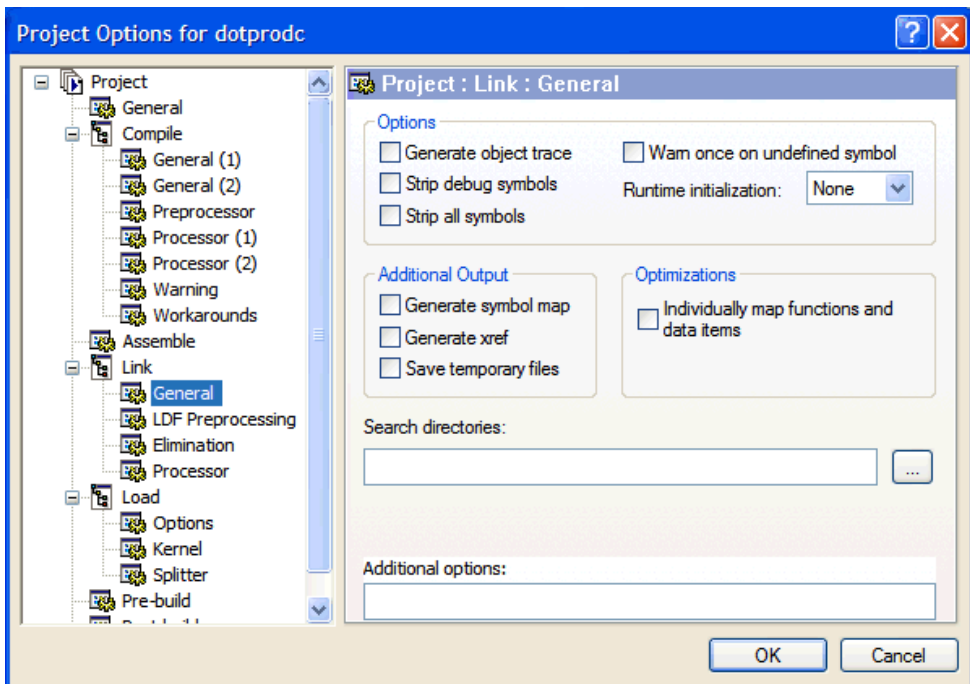 Project Options for dotprodc
Project
General
Compile
General (1)
General (2)
Preprocessor
Processor (1)
Processor (2)
Warning
Workarounds
Assemble
Link
General
LDF Preprocessing
Elimination
Processor
Load
Options
Kernel
Splitter
Pre-build
Project : Link : General
Options
Generate object trace
Warn once on undefined symbol
Strip debug symbols
Runtime initialization: None
Strip all symbols
Additional Output
Generate symbol map
Generate xref
Save temporary files
Optimizations
Individually map functions and
data items
Search directories:
...
Additional options:
OK Cancel